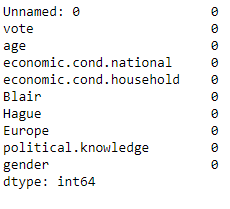 Unnamed: 0 0
vote 0
age 0
economic.cond.national 0
economic.cond.household 0
Blair 0
Hague 0
Europe 0
political.knowledge 0
gender 0
dtype: int64